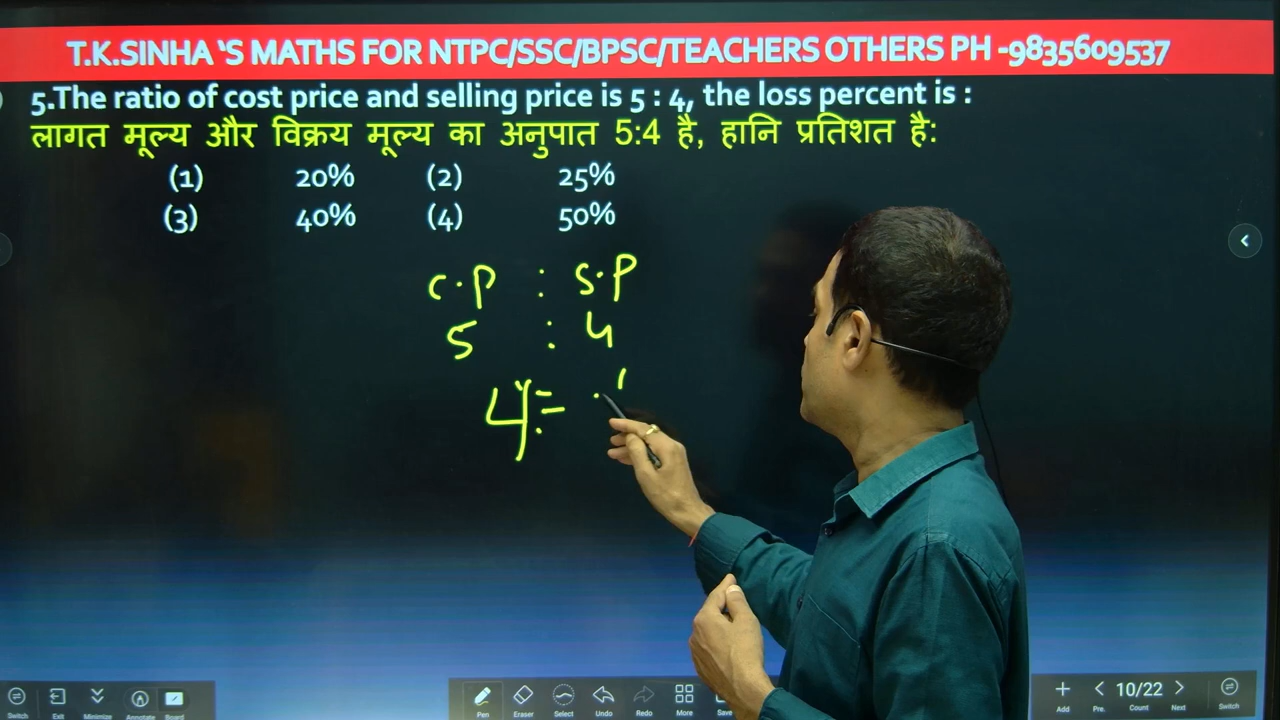 T.K.SINHA ‘S MATHS FOR NTPC/SSC/BPSC/TEACHERS OTHERS PH -9835609537
5.The ratio of cost price and selling price is 5 : 4, the loss percent is :
लागत मूल्य और विक्रय मूल्य का अनुपात 5:4 है, हानि प्रतिशत है:
(1) 20% (2) 25%
(3) 40% (4) 50%
C.P : S.P
5 : 4
Switch Exit Minimize Annotate Board Pen Eraser Select Undo Redo More Save Add Pre. 10/22 Count Next Switch